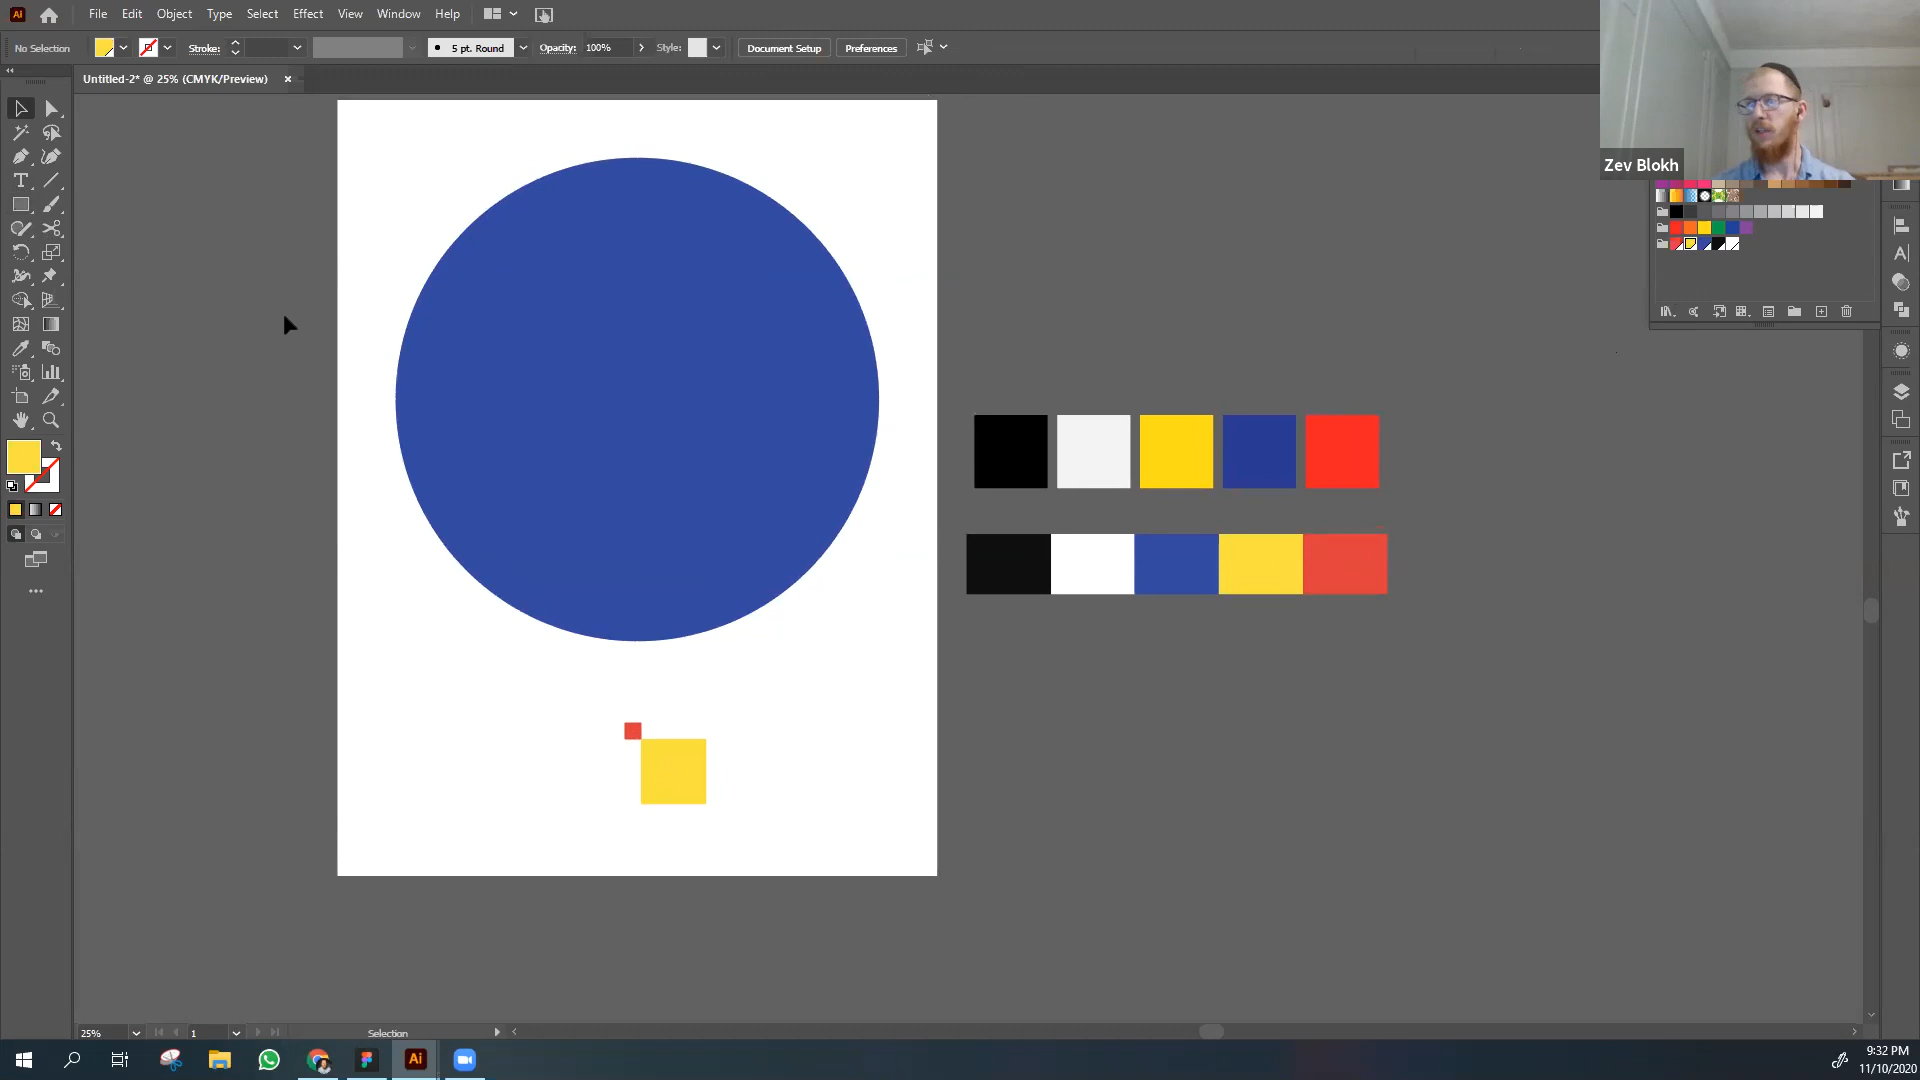 Ai File Edit Object Type Select Effect View Window Help
No Selection Stroke: 5 pt. Round Opacity: 100% Style: Document Setup Preferences
Untitled-2* @ 25% (CMYK/Preview) ×
Zev Blokh
25% 1 Selection
Ai
9:32 PM
11/10/2020